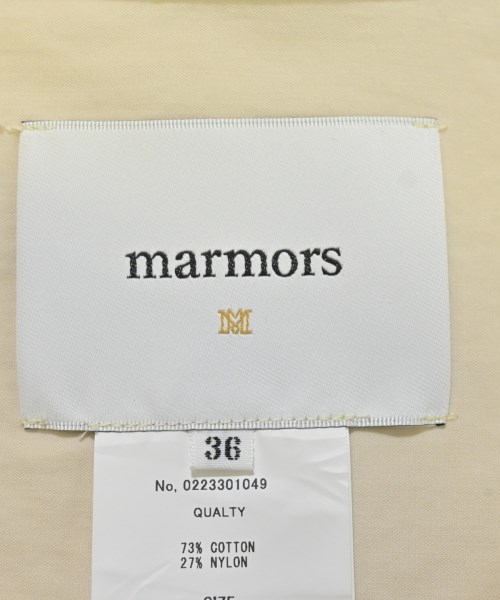 marmors
M
36
No, 0223301049
QUALTY
73% COTTON
27% NYLON